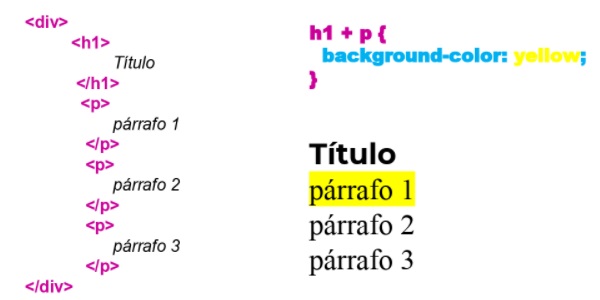 <div>
<h1>
Título
</h1>
<p>
párrafo 1
</p>
<p>
párrafo 2
</p>
<p>
párrafo 3
</p>
</div>
h1 + p {
background-color: yellow;
}
Título
párrafo 1
párrafo 2
párrafo 3